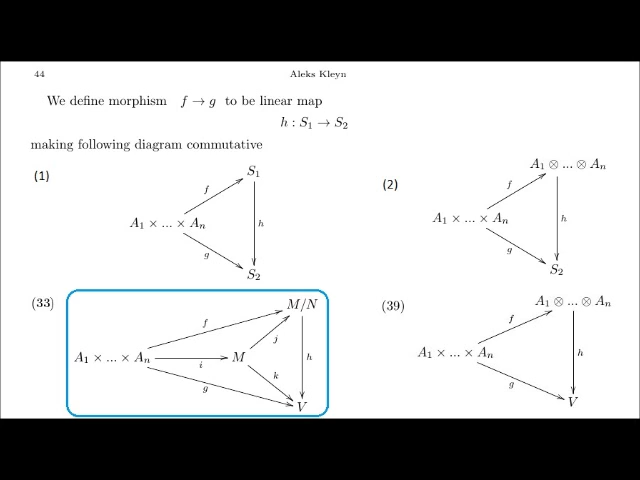 44
Aleks Kleyn
We define morphism f → g to be linear map
h : S₁ → S₂
making following diagram commutative
(1)
S₁
f
A₁ × ... × Aₙ
h
g
S₂
(2)
A₁ ⊗ ... ⊗ Aₙ
f
A₁ × ... × Aₙ
h
g
S₂
(33)
M/N
f
j
A₁ × ... × Aₙ
M
h
i
k
g
V
(39)
A₁ ⊗ ... ⊗ Aₙ
f
A₁ × ... × Aₙ
h
g
V